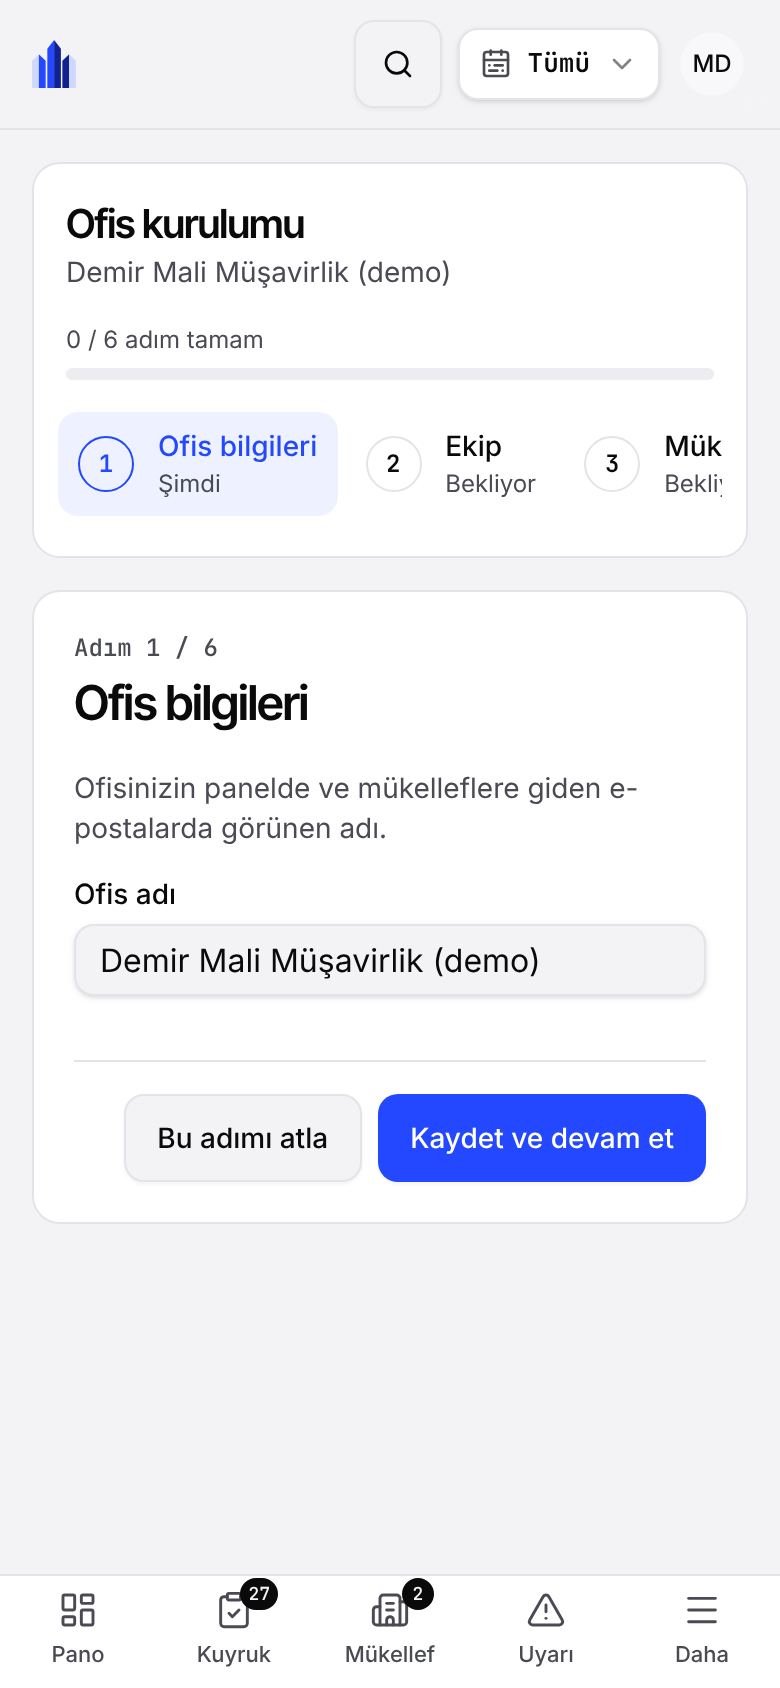 Tümü
MD
Ofis kurulumu
Demir Mali Müşavirlik (demo)
0 / 6 adım tamam
1 Ofis bilgileri
Şimdi
2 Ekip
Bekliyor
3 Mük
Bekliy
Adım 1 / 6
Ofis bilgileri
Ofisinizin panelde ve mükelleflere giden e-
postalarda görünen adı.
Ofis adı
Demir Mali Müşavirlik (demo)
Bu adımı atla
Kaydet ve devam et
27
2
Pano
Kuyruk
Mükellef
Uyarı
Daha